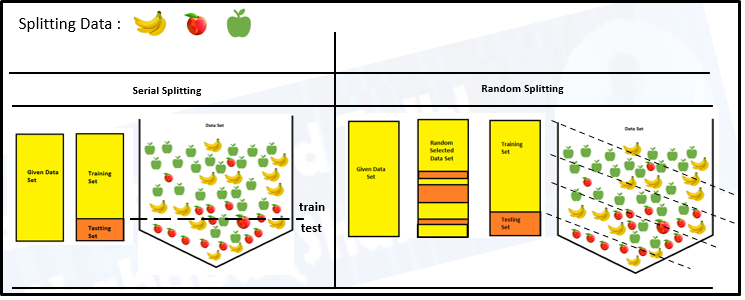 Splitting Data :
Serial Splitting
Random Splitting
Given Data
Set
Training
Set
Testting
Set
Data Set
train
test
Given Data
Set
Random
Selected
Data Set
Training
Set
Testing
Set
Data Set